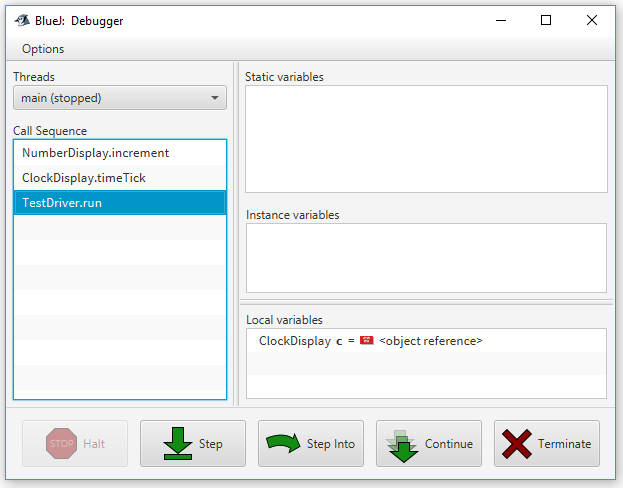 BlueJ: Debugger
Options
Threads
main (stopped)
Call Sequence
NumberDisplay.increment
ClockDisplay.timeTick
TestDriver.run
Static variables
Instance variables
Local variables
ClockDisplay c = <object reference>
STOP Halt
Step
Step Into
Continue
Terminate